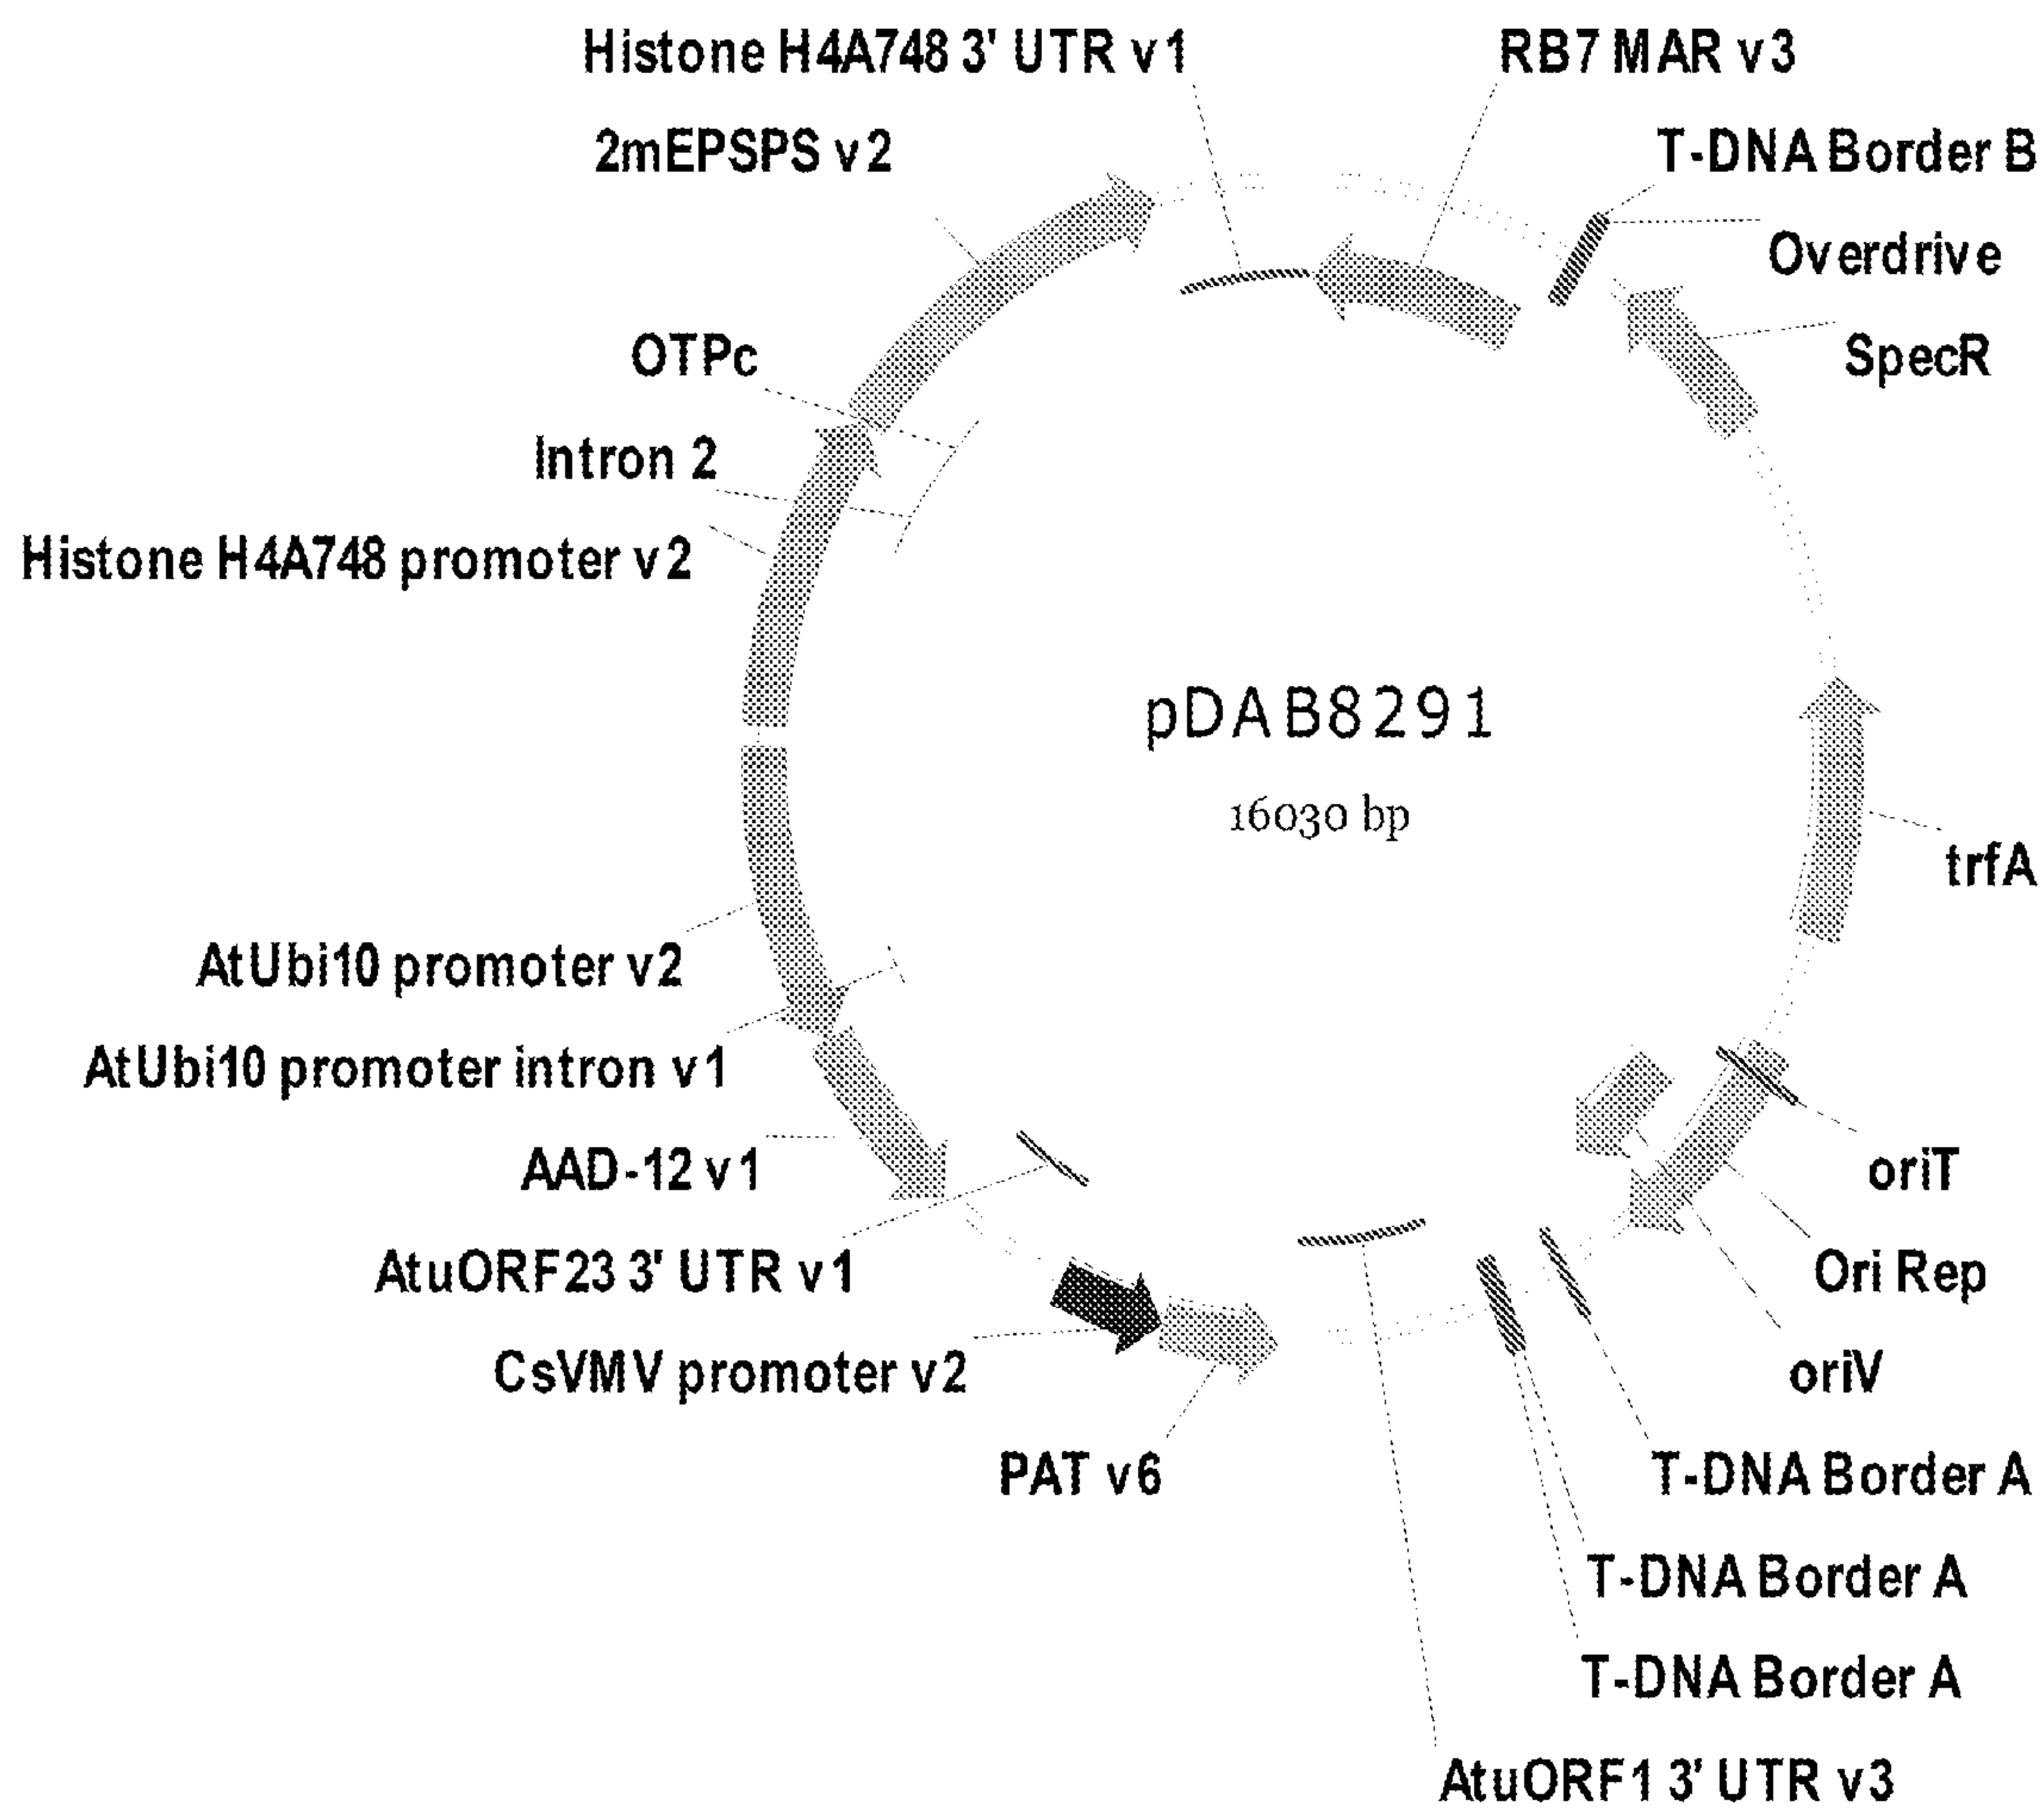 Histone H4A748 3' UTR v1
RB7 MAR v3
2mEPSPS v2
T-DNA Border B
Overdrive
OTPc
SpecR
Intron 2
Histone H4A748 promoter v2
pDAB8291
16030 bp
trfA
AtUbi10 promoter v2
AtUbi10 promoter intron v1
AAD-12 v1
oriT
AtuORF23 3' UTR v1
Ori Rep
CsVMV promoter v2
oriV
PAT v6
T-DNA Border A
T-DNA Border A
T-DNA Border A
AtuORF1 3' UTR v3